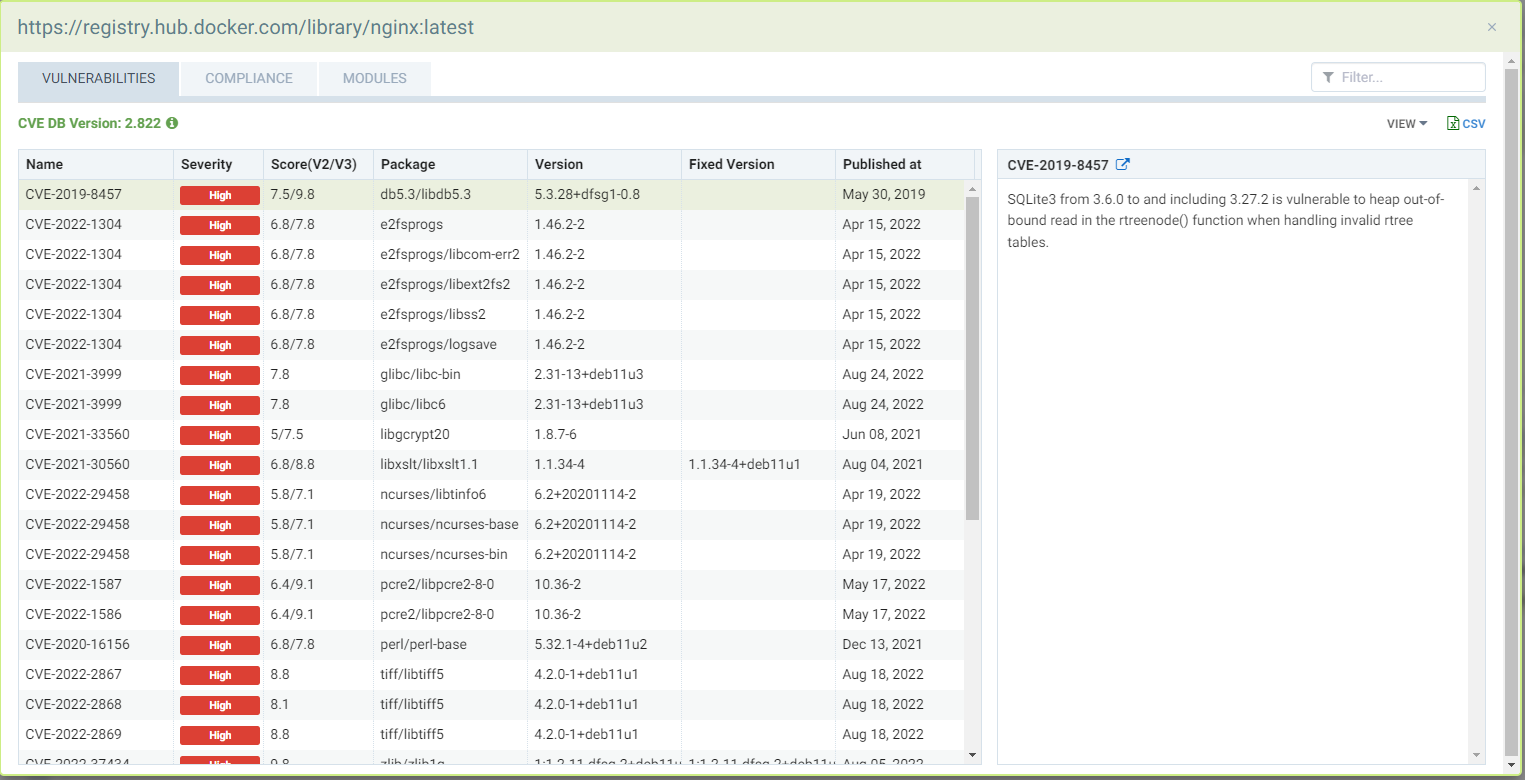 https://registry.hub.docker.com/library/nginx:latest ×
VULNERABILITIES COMPLIANCE MODULES Filter...
CVE DB Version: 2.822 VIEW CSV
Name Severity Score(V2/V3) Package Version Fixed Version Published at
CVE-2019-8457 High 7.5/9.8 db5.3/libdb5.3 5.3.28+dfsg1-0.8 May 30, 2019
CVE-2022-1304 High 6.8/7.8 e2fsprogs 1.46.2-2 Apr 15, 2022
CVE-2022-1304 High 6.8/7.8 e2fsprogs/libcom-err2 1.46.2-2 Apr 15, 2022
CVE-2022-1304 High 6.8/7.8 e2fsprogs/libext2fs2 1.46.2-2 Apr 15, 2022
CVE-2022-1304 High 6.8/7.8 e2fsprogs/libss2 1.46.2-2 Apr 15, 2022
CVE-2022-1304 High 6.8/7.8 e2fsprogs/logsave 1.46.2-2 Apr 15, 2022
CVE-2021-3999 High 7.8 glibc/libc-bin 2.31-13+deb11u3 Aug 24, 2022
CVE-2021-3999 High 7.8 glibc/libc6 2.31-13+deb11u3 Aug 24, 2022
CVE-2021-33560 High 5/7.5 libgcrypt20 1.8.7-6 Jun 08, 2021
CVE-2021-30560 High 6.8/8.8 libxslt/libxslt1.1 1.1.34-4 1.1.34-4+deb11u1 Aug 04, 2021
CVE-2022-29458 High 5.8/7.1 ncurses/libtinfo6 6.2+20201114-2 Apr 19, 2022
CVE-2022-29458 High 5.8/7.1 ncurses/ncurses-base 6.2+20201114-2 Apr 19, 2022
CVE-2022-29458 High 5.8/7.1 ncurses/ncurses-bin 6.2+20201114-2 Apr 19, 2022
CVE-2022-1587 High 6.4/9.1 pcre2/libpcre2-8-0 10.36-2 May 17, 2022
CVE-2022-1586 High 6.4/9.1 pcre2/libpcre2-8-0 10.36-2 May 17, 2022
CVE-2020-16156 High 6.8/7.8 perl/perl-base 5.32.1-4+deb11u2 Dec 13, 2021
CVE-2022-2867 High 8.8 tiff/libtiff5 4.2.0-1+deb11u1 Aug 18, 2022
CVE-2022-2868 High 8.1 tiff/libtiff5 4.2.0-1+deb11u1 Aug 18, 2022
CVE-2022-2869 High 8.8 tiff/libtiff5 4.2.0-1+deb11u1 Aug 18, 2022
CVE-2022-37434 High 9.8 zlib/zlib1g Aug 05, 2022
CVE-2019-8457
SQLite3 from 3.6.0 to and including 3.27.2 is vulnerable to heap out-of-
bound read in the rtreenode() function when handling invalid rtree
tables.